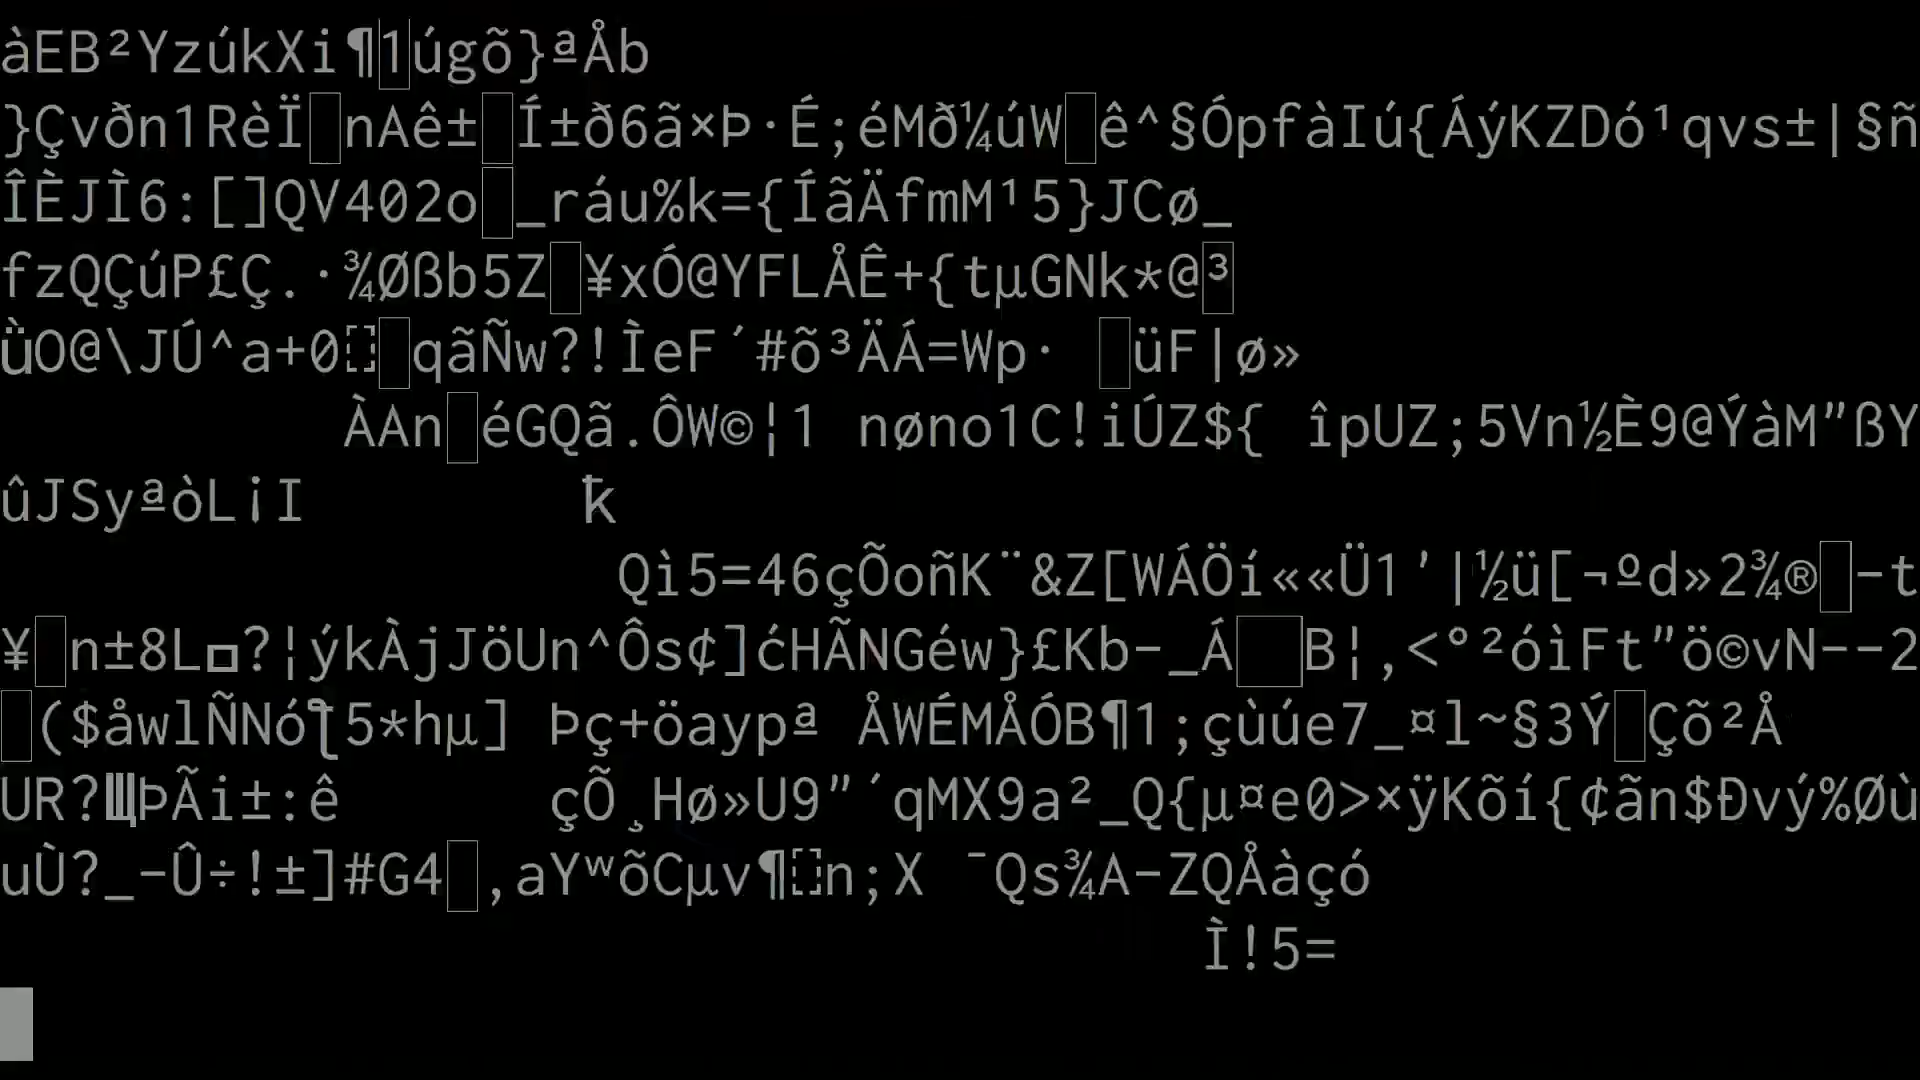 àEB²YzúkXi¶1úgõ}ªÅb
}Çvðn1RèÏ nAê± Í±ð6ã×Þ·É;éMð¼úW ê^§ÓpfàIú{ÁýKZDó¹qvs±|§ñ
ÎÈJÌ6:[]QV402o _ráu%k={ÍãÄfmM¹5}JCø_
fzQÇúP£Ç.·¾Øßb5Z ¥xÓ@YFLÅÊ+{tµGNk*@³
ǜO@\JÚ^a+0 qãÑw?!ÌeF´#õ³ÄÁ=Wp· üF|ø»
ÀAn éGQã.ÔW©¦1 nøno1C!iÚZ${ îpUZ;5Vn½È9@ÝàM"ßY
ûJSyªòL¡I k
Qì5=46çÕoñK¨&Z[WÁÖí««Ü1'|½ü[¬ºd»2¾® -t
¥ n±8L¤?¦ýkÀjJöUn^Ôs¢]ćHÃNGéw}£Kb-_Á B¦,<°²óìFt"ö©vN--2
($åwlÑNó5*hµ] Þç+öaypª ÅWÉMÅÓB¶1;çùúe7_¤l~§3Ý Çõ²Å
UR?ÞÃi±:ê çÕ¸Hø»U9"´qMX9a²_Q{µ¤e0>×ÿKõí{¢ãn$Ðvý%Øù
uÙ?_-Û÷!±]#G4 ,aYʷõCµv¶n;X ¯Qs¾A-ZQÅàçó
Ì!5=